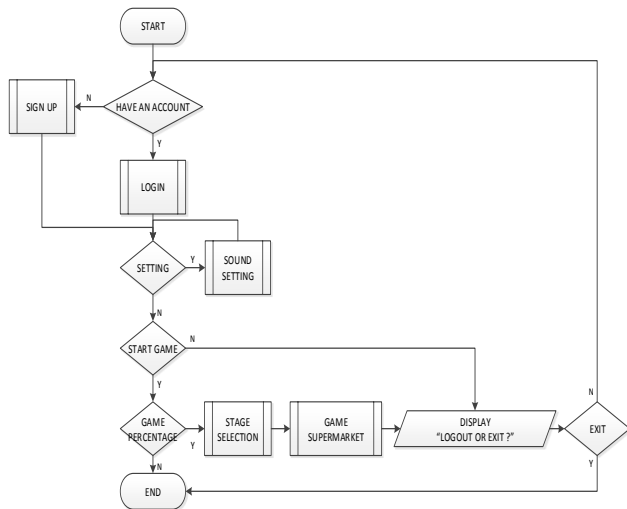 START
HAVE AN ACCOUNT
N
SIGN UP
Y
LOGIN
SETTING
Y
SOUND
SETTING
N
START GAME
N
Y
GAME
PERCENTAGE
Y
STAGE
SELECTION
GAME
SUPERMARKET
DISPLAY
"LOGOUT OR EXIT ?"
N
EXIT
Y
N
END